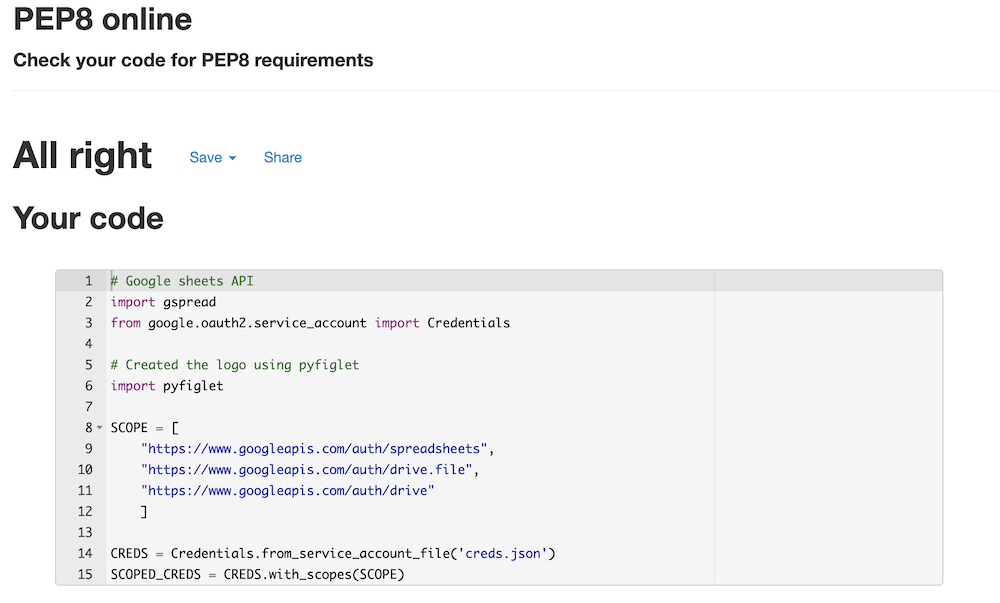 PEP8 online
Check your code for PEP8 requirements
All right Save Share
Your code
1 # Google sheets API
2 import gspread
3 from google.oauth2.service_account import Credentials
4
5 # Created the logo using pyfiglet
6 import pyfiglet
7
8 SCOPE = [
9     "https://www.googleapis.com/auth/spreadsheets",
10     "https://www.googleapis.com/auth/drive.file",
11     "https://www.googleapis.com/auth/drive"
12     ]
13
14 CREDS = Credentials.from_service_account_file('creds.json')
15 SCOPED_CREDS = CREDS.with_scopes(SCOPE)